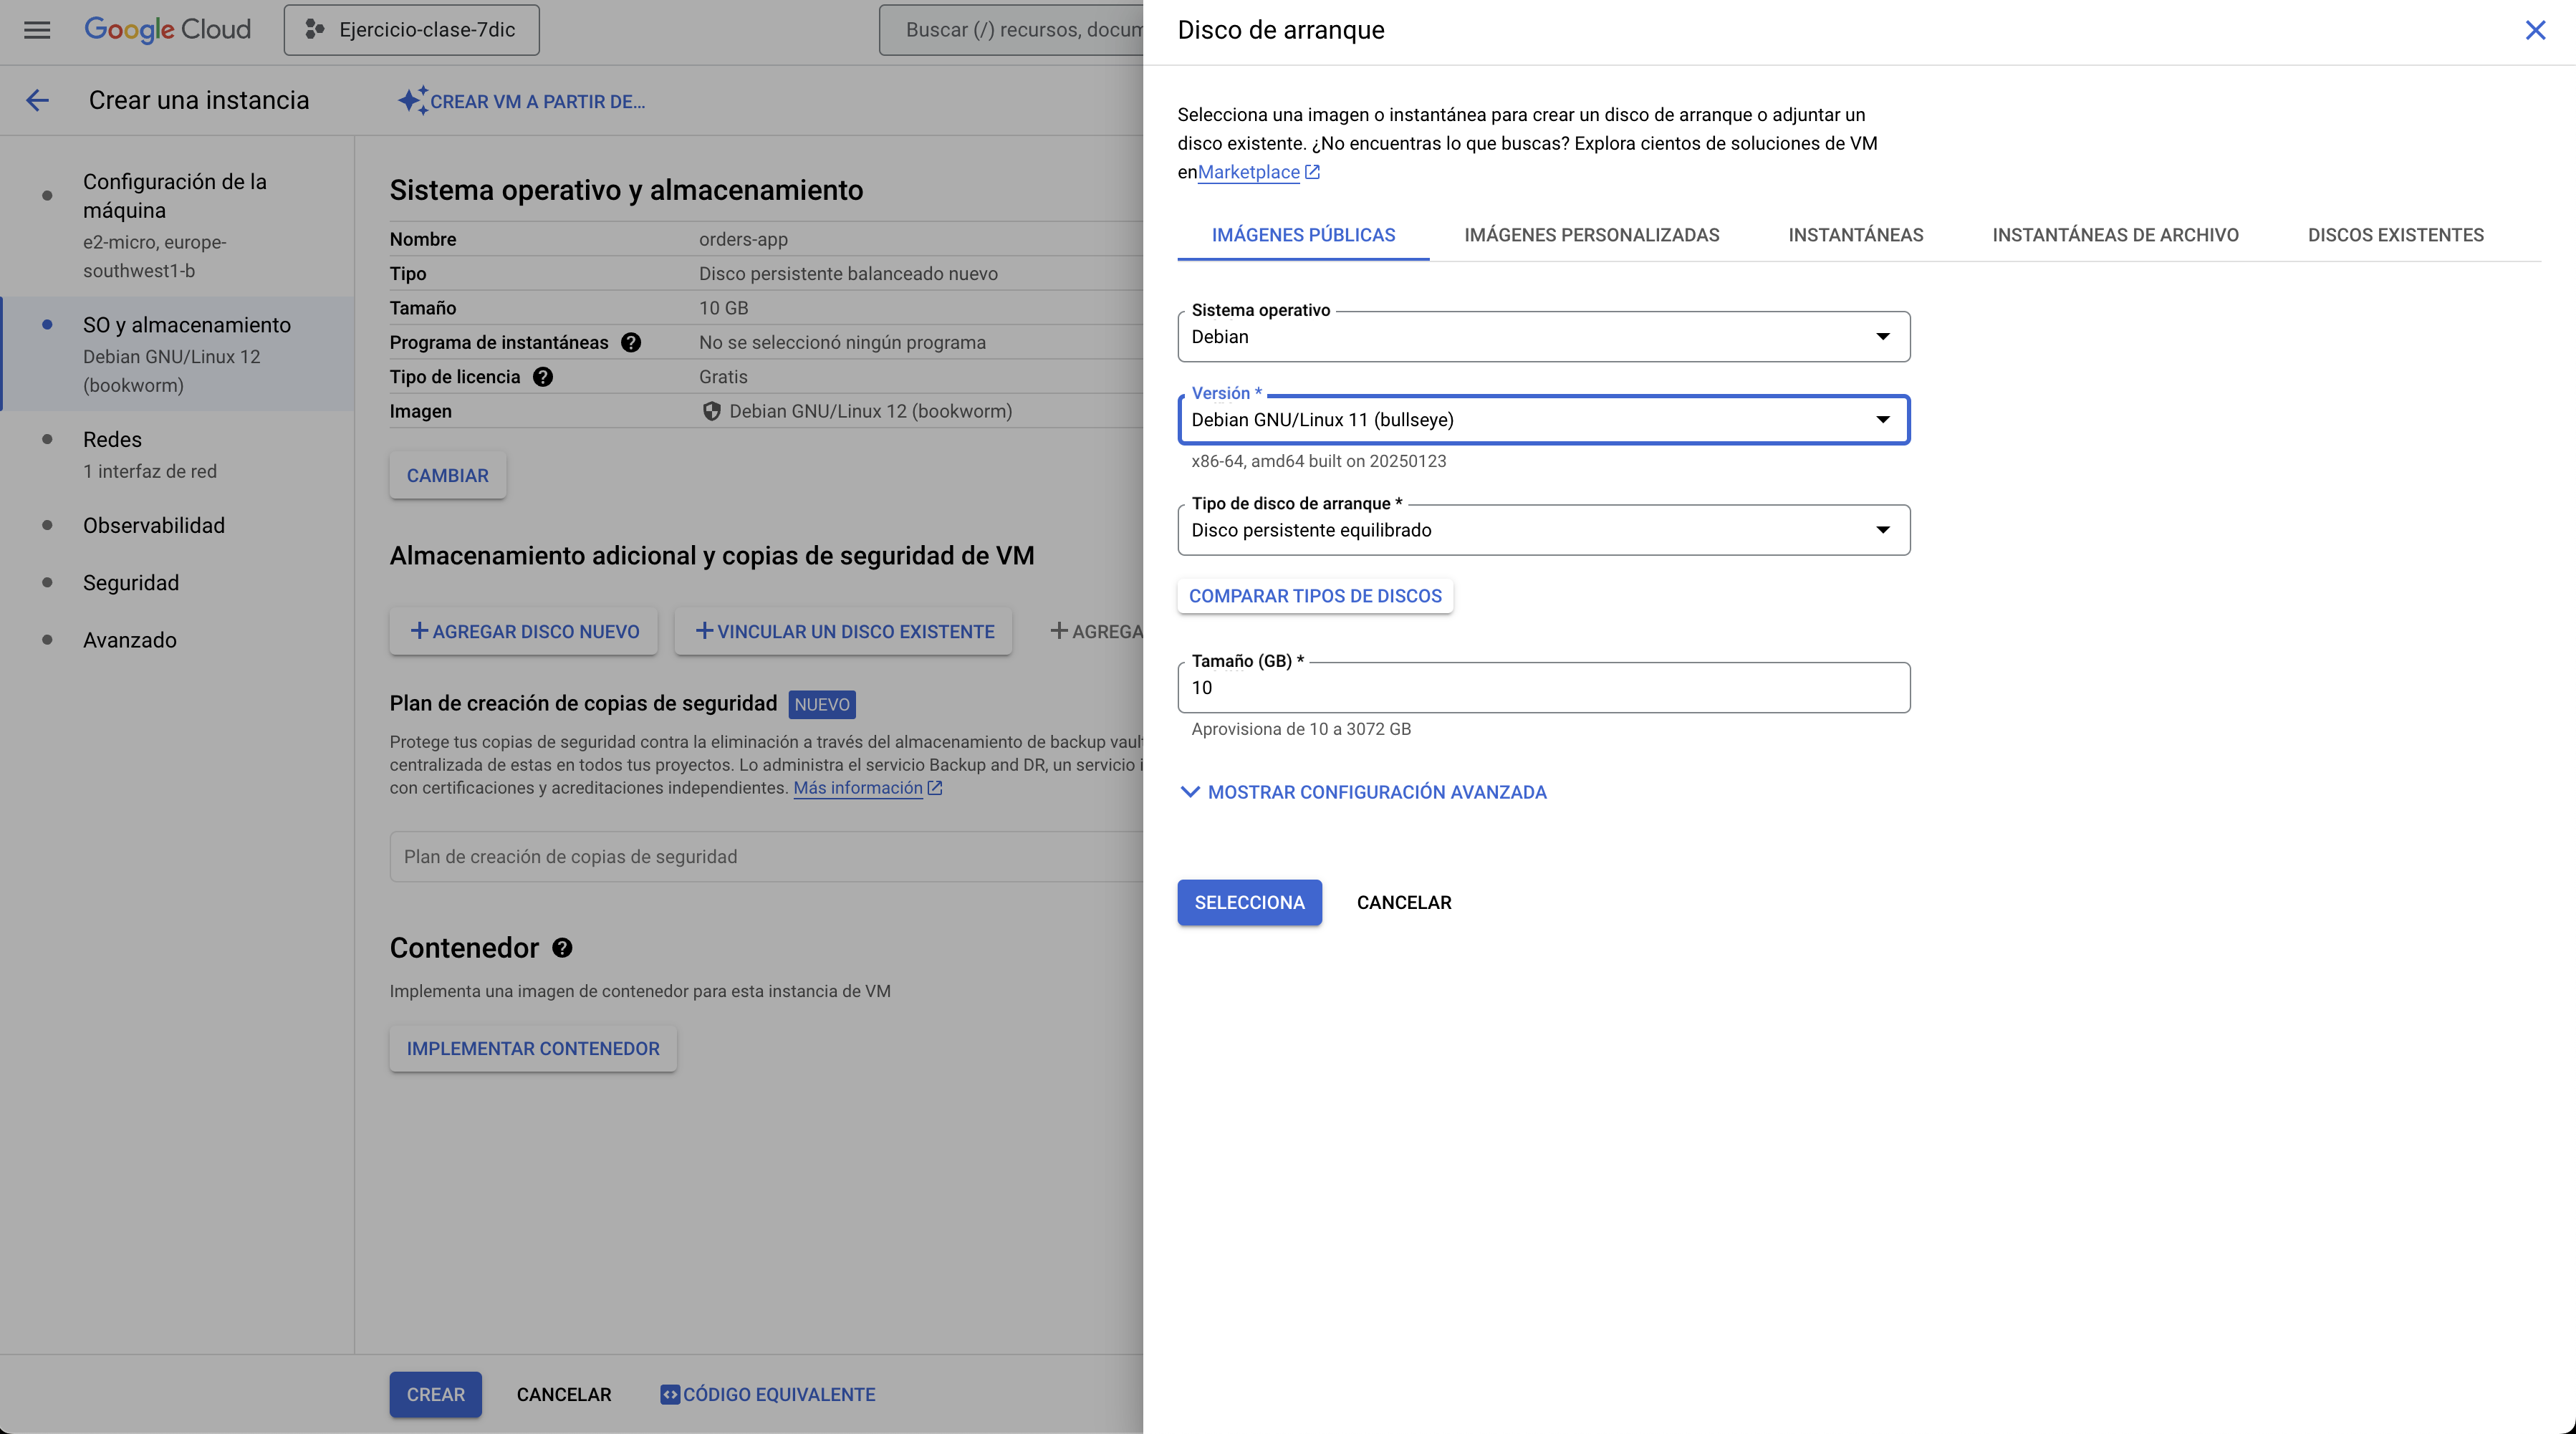 Google Cloud
Ejercicio-clase-7dic
Buscar (/) recursos, docum
Crear una instancia
CREAR VM A PARTIR DE...
Configuración de la
máquina
e2-micro, europe-
southwest1-b
SO y almacenamiento
Debian GNU/Linux 12
(bookworm)
Redes
1 interfaz de red
Observabilidad
Seguridad
Avanzado
Sistema operativo y almacenamiento
Nombre orders-app
Tipo Disco persistente balanceado nuevo
Tamaño 10 GB
Programa de instantáneas No se seleccionó ningún programa
Tipo de licencia Gratis
Imagen Debian GNU/Linux 12 (bookworm)
CAMBIAR
Almacenamiento adicional y copias de seguridad de VM
AGREGAR DISCO NUEVO
VINCULAR UN DISCO EXISTENTE
AGREGA
Plan de creación de copias de seguridad NUEVO
Protege tus copias de seguridad contra la eliminación a través del almacenamiento de backup vaul
centralizada de estas en todos tus proyectos. Lo administra el servicio Backup and DR, un servicio i
con certificaciones y acreditaciones independientes. Más información
Plan de creación de copias de seguridad
Contenedor
Implementa una imagen de contenedor para esta instancia de VM
IMPLEMENTAR CONTENEDOR
CREAR
CANCELAR
CÓDIGO EQUIVALENTE
Disco de arranque
Selecciona una imagen o instantánea para crear un disco de arranque o adjuntar un
disco existente. ¿No encuentras lo que buscas? Explora cientos de soluciones de VM
enMarketplace
IMÁGENES PÚBLICAS
IMÁGENES PERSONALIZADAS
INSTANTÁNEAS
INSTANTÁNEAS DE ARCHIVO
DISCOS EXISTENTES
Sistema operativo
Debian
Versión *
Debian GNU/Linux 11 (bullseye)
x86-64, amd64 built on 20250123
Tipo de disco de arranque *
Disco persistente equilibrado
COMPARAR TIPOS DE DISCOS
Tamaño (GB) *
10
Aprovisiona de 10 a 3072 GB
MOSTRAR CONFIGURACIÓN AVANZADA
SELECCIONA
CANCELAR